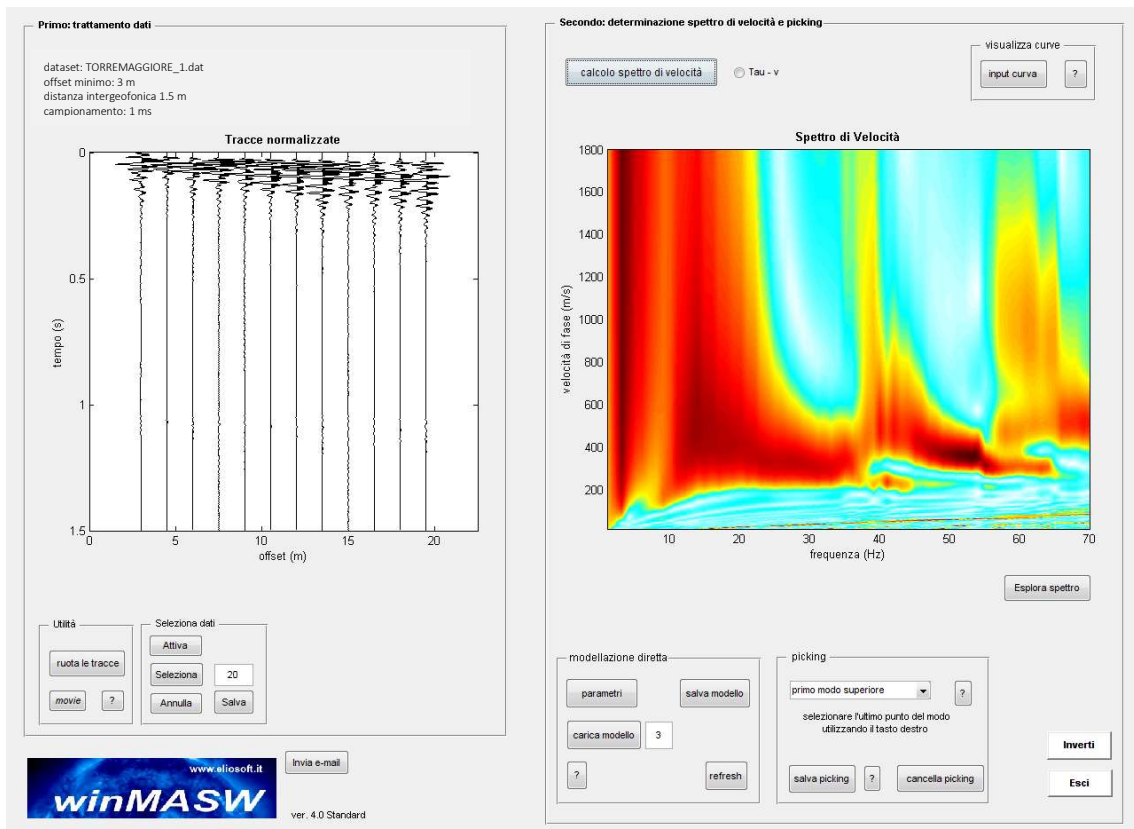 Primo: trattamento dati
dataset: TORREMAGGIORE_1.dat
offset minimo: 3 m
distanza intergeofonica 1.5 m
campionamento: 1 ms
Tracce normalizzate
0
0.5
1
1.5
tempo (s)
0 5 10 15 20
offset (m)
Utilità
ruota le tracce
movie ?
Seleziona dati
Attiva
Seleziona 20
Annulla Salva
www.eliosoft.it
winMASW
Invia e-mail
ver. 4.0 Standard
Secondo: determinazione spettro di velocità e picking
calcolo spettro di velocità Tau - v
visualizza curve
input curva ?
Spettro di Velocità
1800
1600
1400
1200
1000
800
600
400
200
velocità di fase (m/s)
10 20 30 40 50 60 70
frequenza (Hz)
Esplora spettro
modellazione diretta
parametri salva modello
carica modello 3
? refresh
picking
primo modo superiore ?
selezionare l'ultimo punto del modo
utilizzando il tasto destro
salva picking ? cancella picking
Inverti
Esci